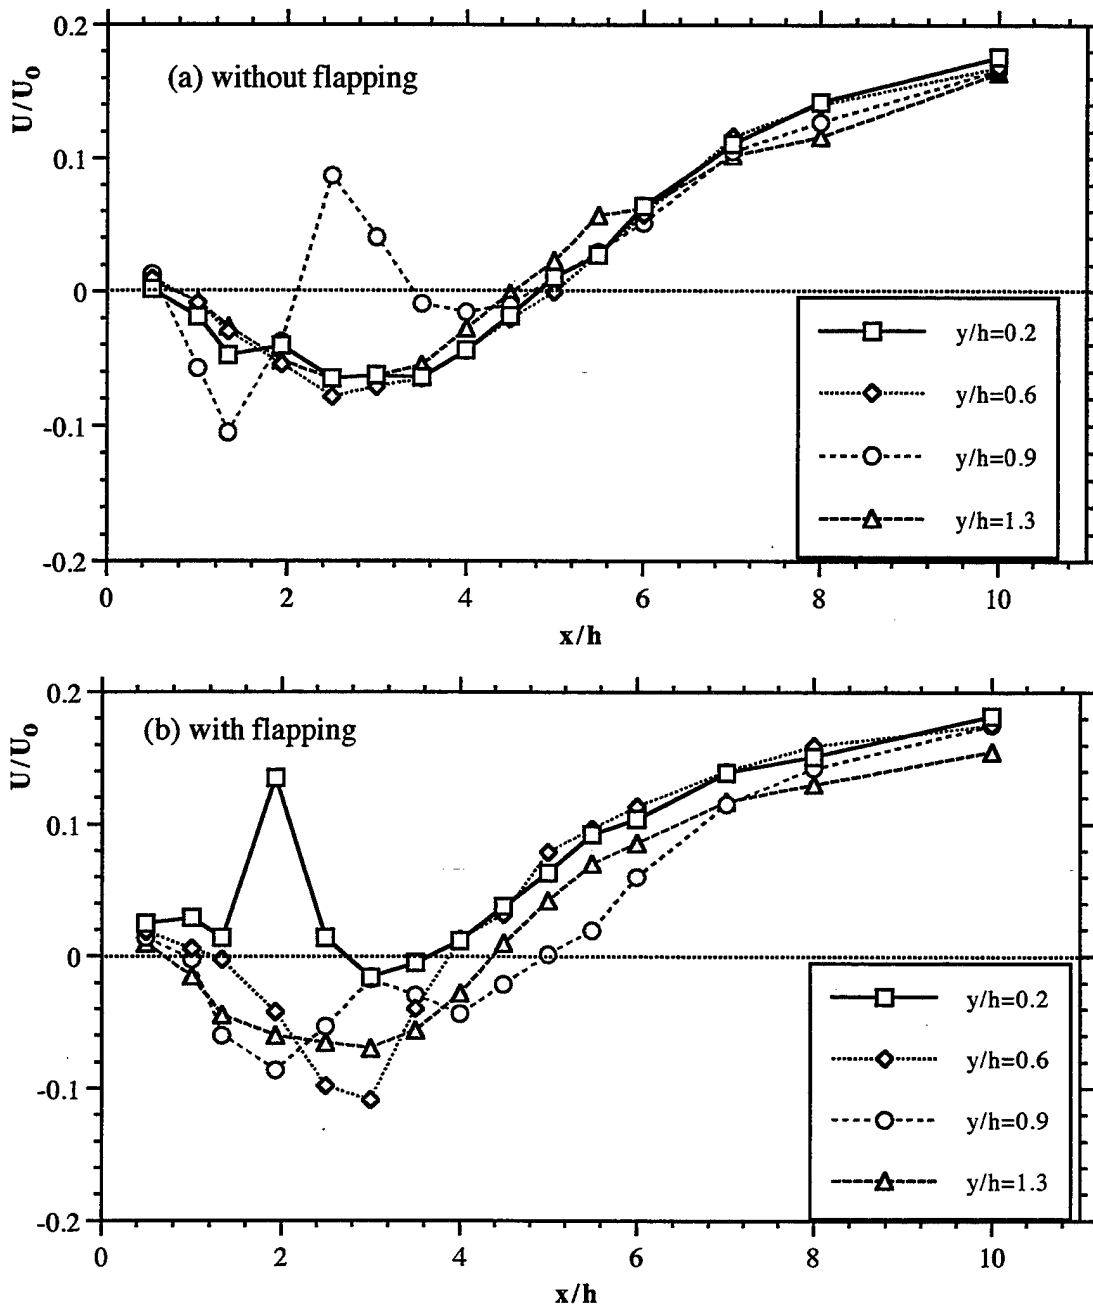 0.2
(a) without flapping
U/U₀
0.1
0
-0.1
-0.2
y/h=0.2
y/h=0.6
y/h=0.9
y/h=1.3
0 2 4 6 8 10
x/h
0.2
(b) with flapping
U/U₀
0.1
0
-0.1
-0.2
y/h=0.2
y/h=0.6
y/h=0.9
y/h=1.3
0 2 4 6 8 10
x/h